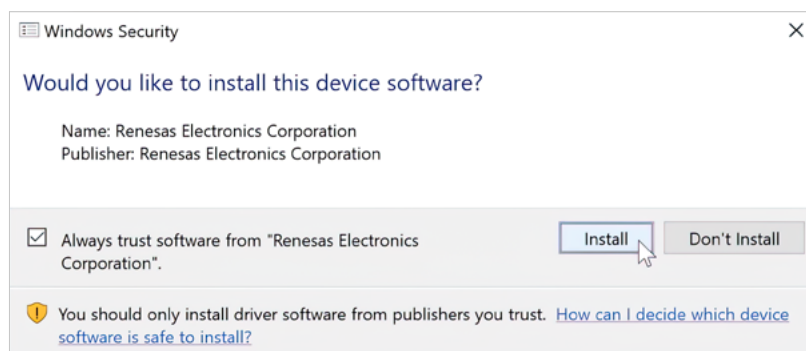 Windows Security
Would you like to install this device software?
Name: Renesas Electronics Corporation
Publisher: Renesas Electronics Corporation
Always trust software from "Renesas Electronics
Corporation".
Install
Don't Install
You should only install driver software from publishers you trust. How can I decide which device
software is safe to install?